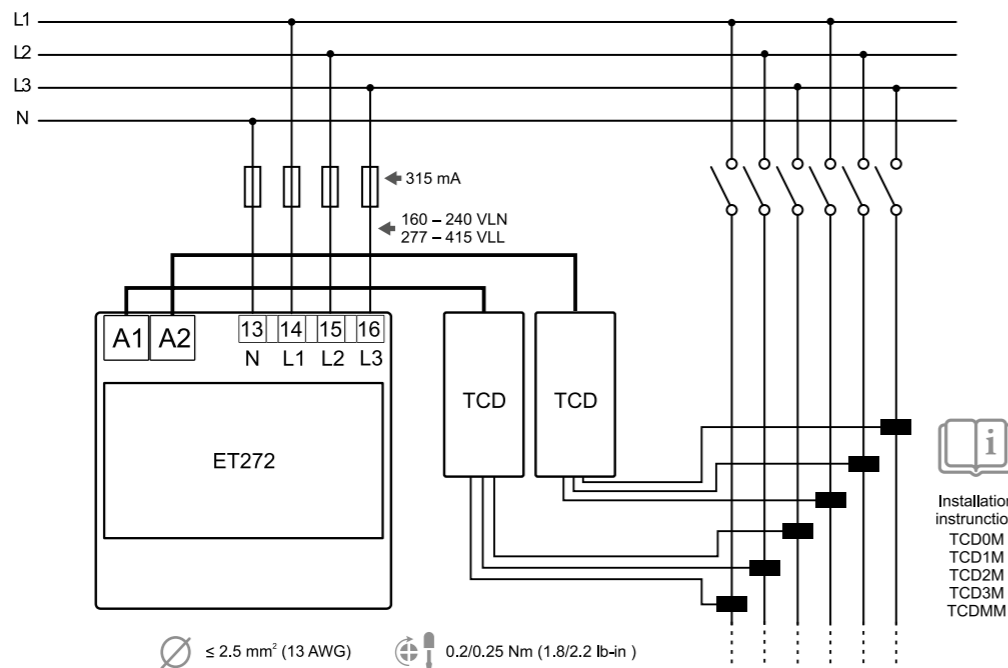 L1
L2
L3
N
315 mA
160 – 240 VLN
277 – 415 VLL
A1 A2 13 14 15 16
N L1 L2 L3
TCD TCD
ET272
i
Installation
instrunction
TCD0M
TCD1M
TCD2M
TCD3M
TCDMM
≤ 2.5 mm² (13 AWG)
0.2/0.25 Nm (1.8/2.2 lb-in )